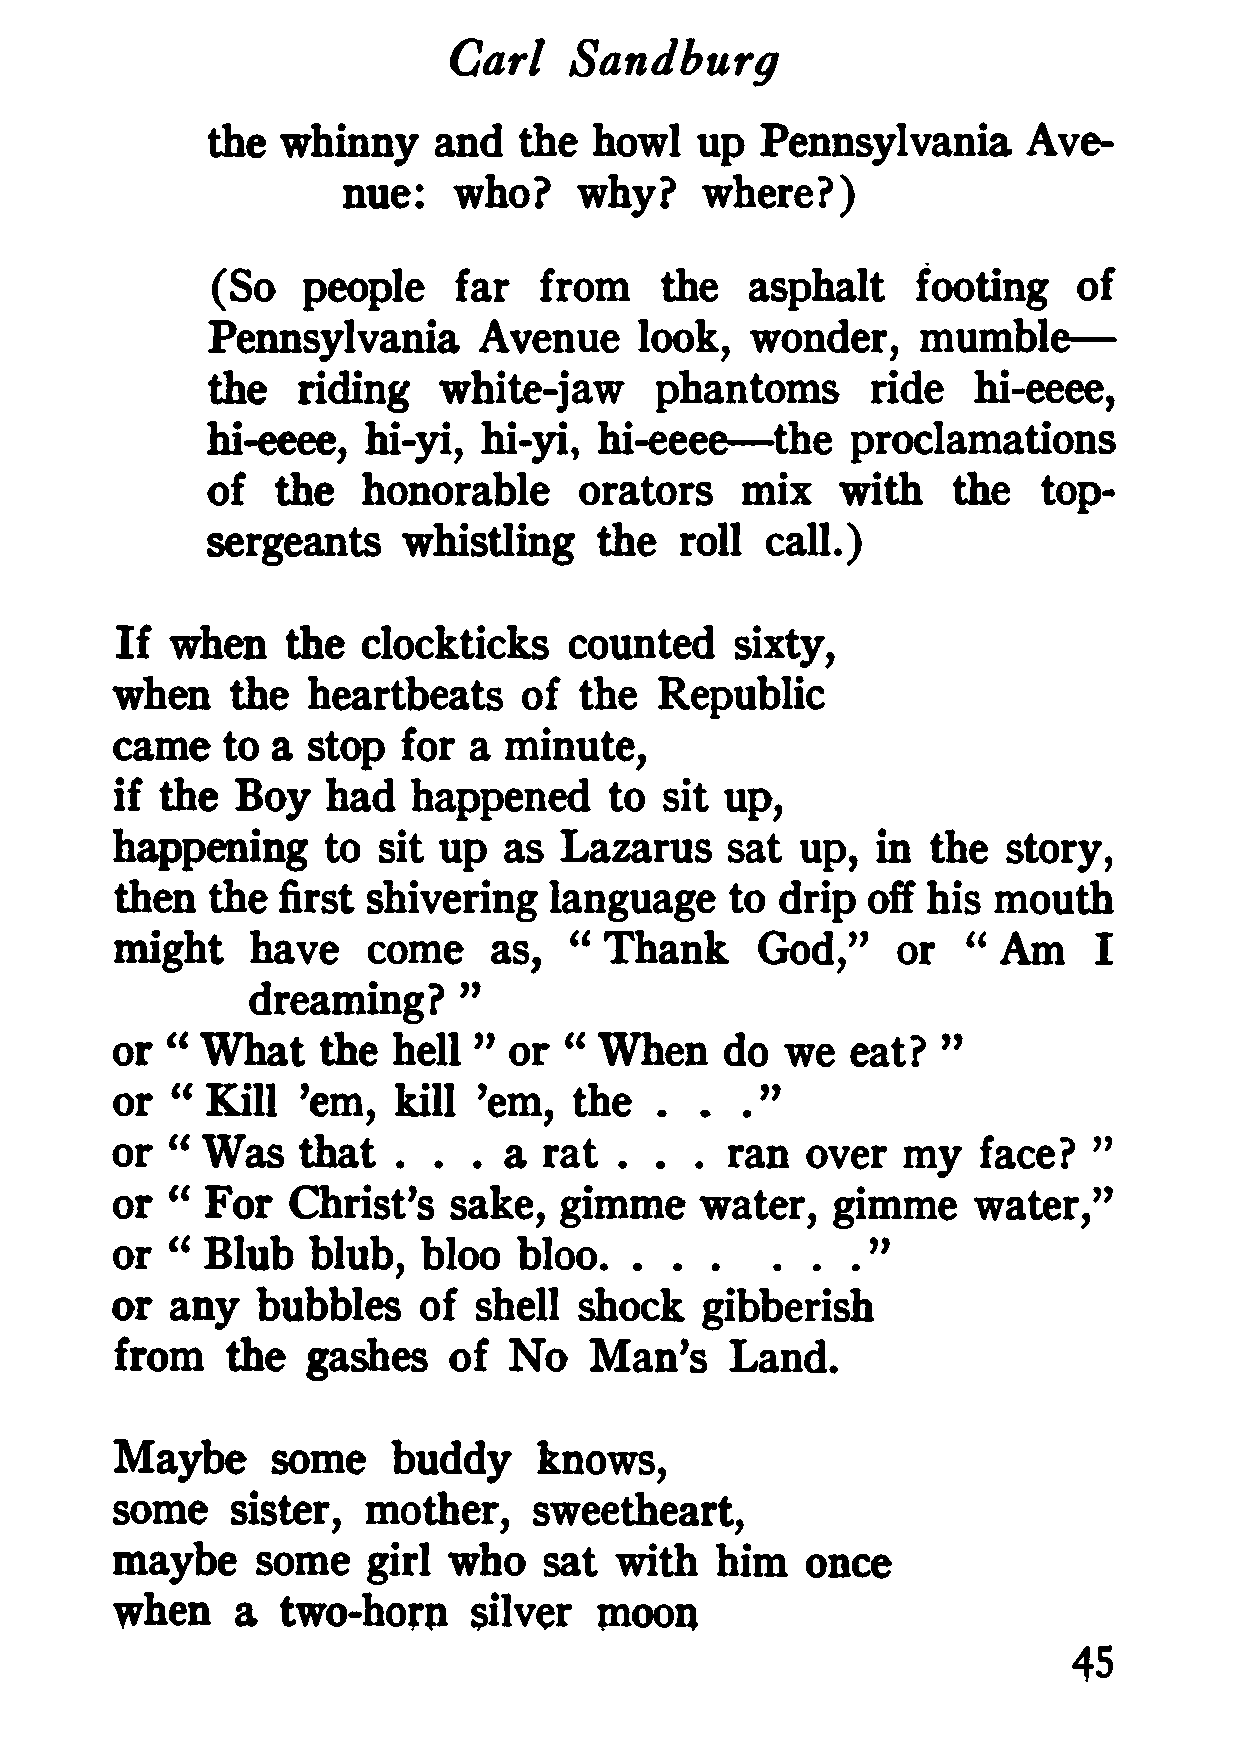 Carl Sandburg
the whinny and the howl up Pennsylvania Ave-
nue: who? why? where?)
(So people far from the asphalt footing of
Pennsylvania Avenue look, wonder, mumble—
the riding white-jaw phantoms ride hi-eeee,
hi-eeee, hi-yi, hi-yi, hi-eeee—the proclamations
of the honorable orators mix with the top-
sergeants whistling the roll call.)
If when the clockticks counted sixty,
when the heartbeats of the Republic
came to a stop for a minute,
if the Boy had happened to sit up,
happening to sit up as Lazarus sat up, in the story,
then the first shivering language to drip off his mouth
might have come as, “ Thank God,” or “ Am I
dreaming? ”
or “ What the hell ” or “ When do we eat? ”
or “ Kill ’em, kill ’em, the . . .”
or “ Was that . . . a rat . . . ran over my face? ”
or “ For Christ’s sake, gimme water, gimme water,”
or “ Blub blub, bloo bloo. . . . . . .”
or any bubbles of shell shock gibberish
from the gashes of No Man’s Land.
Maybe some buddy knows,
some sister, mother, sweetheart,
maybe some girl who sat with him once
when a two-horn silver moon
45